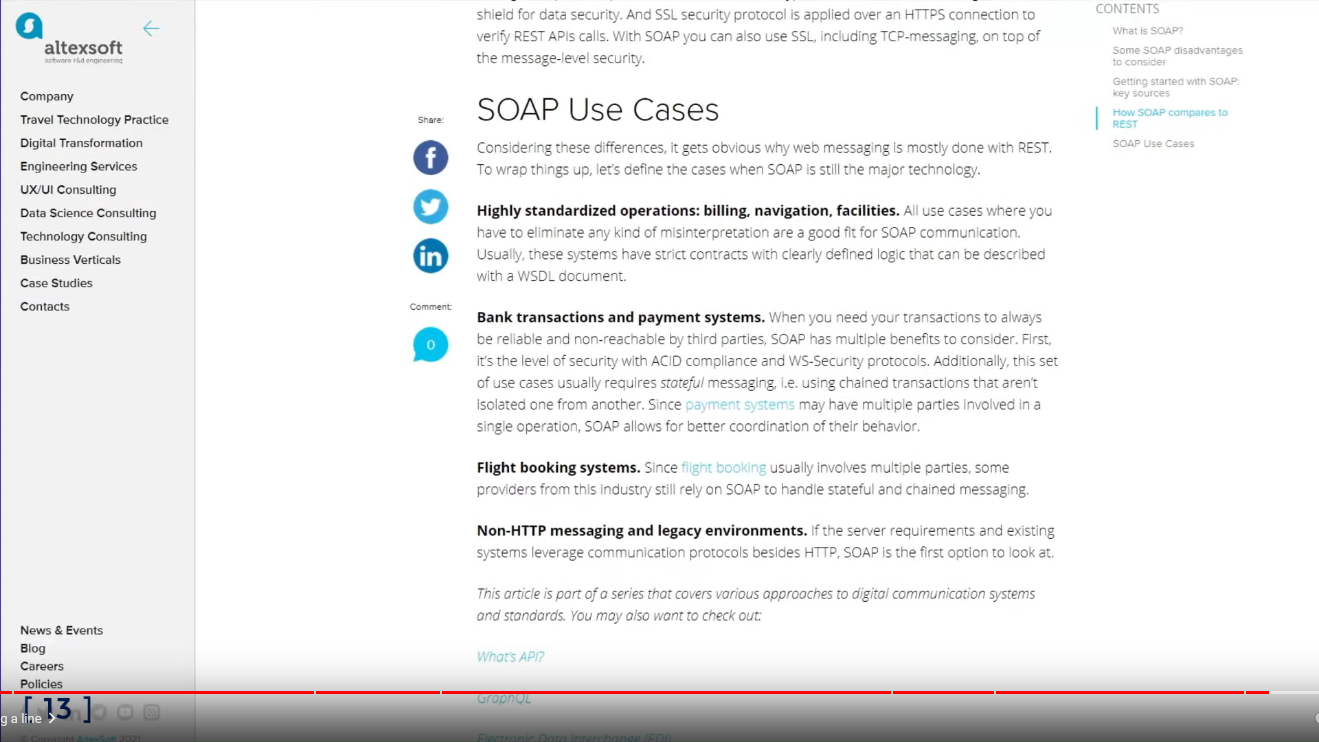 altexsoft
software r&d engineering
Company
Travel Technology Practice
Digital Transformation
Engineering Services
UX/UI Consulting
Data Science Consulting
Technology Consulting
Business Verticals
Case Studies
Contacts
News & Events
Blog
Careers
Policies
[ 13 ]
g a line
© Copyright AltexSoft 2021
Share:
Comment:
0
shield for data security. And SSL security protocol is applied over an HTTPS connection to
verify REST APIs calls. With SOAP you can also use SSL, including TCP-messaging, on top of
the message-level security.
SOAP Use Cases
Considering these differences, it gets obvious why web messaging is mostly done with REST.
To wrap things up, let's define the cases when SOAP is still the major technology.
Highly standardized operations: billing, navigation, facilities. All use cases where you
have to eliminate any kind of misinterpretation are a good fit for SOAP communication.
Usually, these systems have strict contracts with clearly defined logic that can be described
with a WSDL document.
Bank transactions and payment systems. When you need your transactions to always
be reliable and non-reachable by third parties, SOAP has multiple benefits to consider. First,
it's the level of security with ACID compliance and WS-Security protocols. Additionally, this set
of use cases usually requires stateful messaging, i.e. using chained transactions that aren't
isolated one from another. Since payment systems may have multiple parties involved in a
single operation, SOAP allows for better coordination of their behavior.
Flight booking systems. Since flight booking usually involves multiple parties, some
providers from this industry still rely on SOAP to handle stateful and chained messaging.
Non-HTTP messaging and legacy environments. If the server requirements and existing
systems leverage communication protocols besides HTTP, SOAP is the first option to look at.
This article is part of a series that covers various approaches to digital communication systems
and standards. You may also want to check out:
What's API?
GraphQL
Electronic Data Interchange (EDI)
CONTENTS
What is SOAP?
Some SOAP disadvantages
to consider
Getting started with SOAP:
key sources
How SOAP compares to
REST
SOAP Use Cases